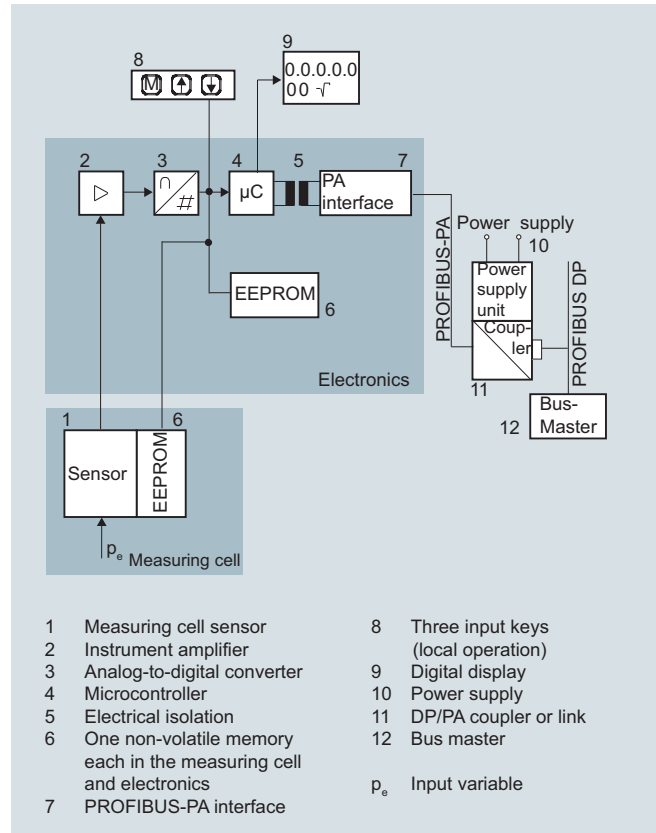 8
M
9
0.0.0.0.0
00 √
2
3
∩
#
4
µC
5
7
PA
interface
Power supply
10
PROFIBUS-PA
Power
supply
unit
PROFIBUS DP
Coup-
ler
EEPROM
6
Electronics
11
12
Bus-
Master
1
6
Sensor
EEPROM
pₑ
Measuring cell
1 Measuring cell sensor
2 Instrument amplifier
3 Analog-to-digital converter
4 Microcontroller
5 Electrical isolation
6 One non-volatile memory
each in the measuring cell
and electronics
7 PROFIBUS-PA interface
8 Three input keys
(local operation)
9 Digital display
10 Power supply
11 DP/PA coupler or link
12 Bus master
pₑ Input variable